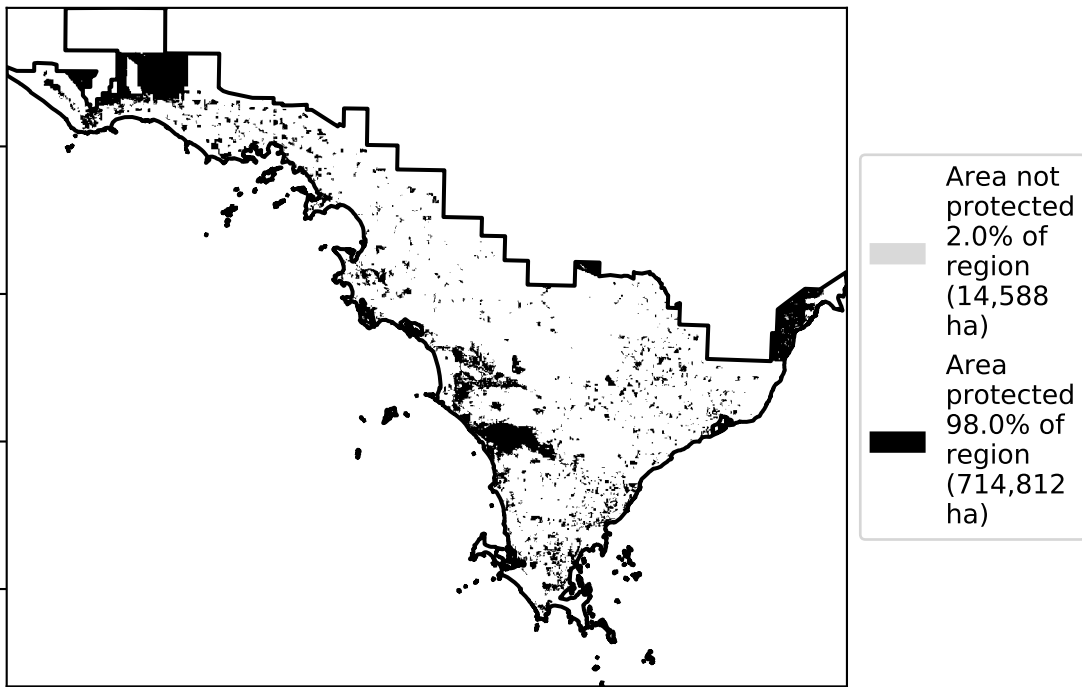 Area not
protected
2.0% of
region
(14,588
ha)
Area
protected
98.0% of
region
(714,812
ha)